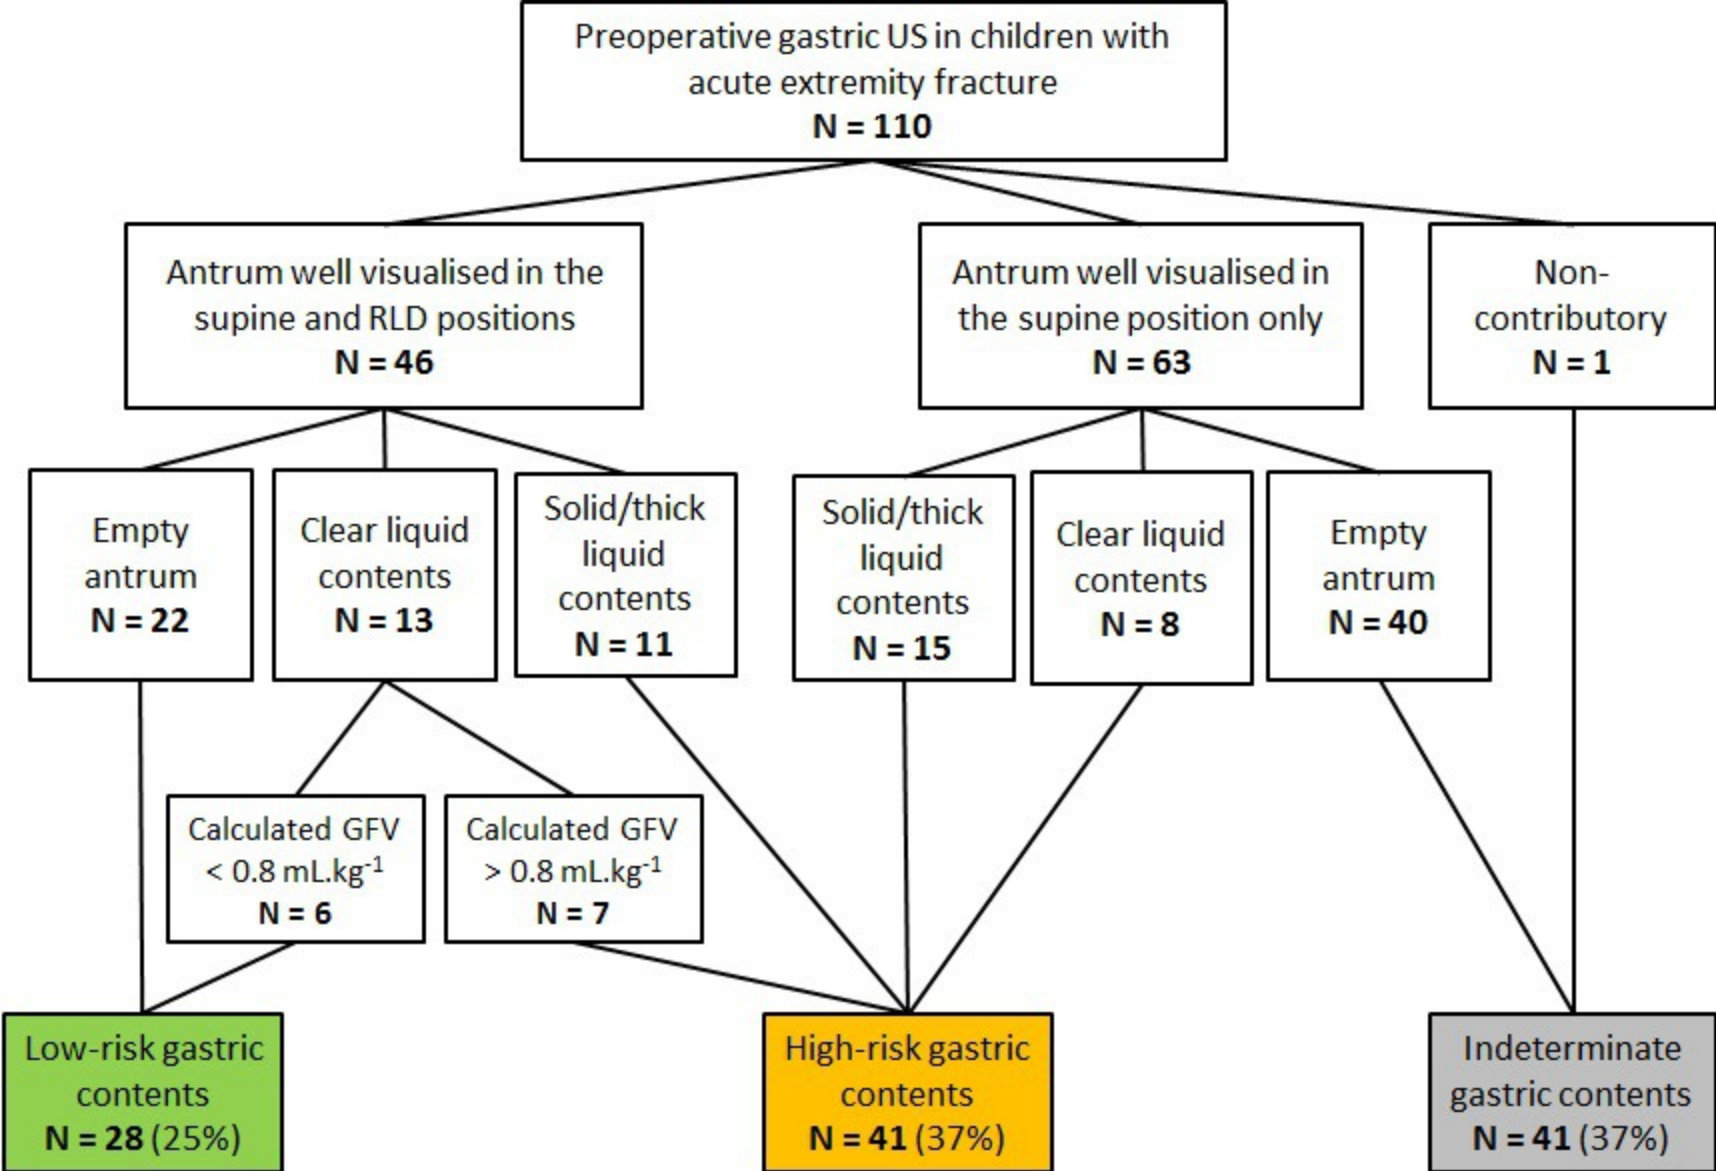 Preoperative gastric US in children with
acute extremity fracture
N = 110
Antrum well visualised in the
supine and RLD positions
N = 46
Antrum well visualised in
the supine position only
N = 63
Non-
contributory
N = 1
Empty
antrum
N = 22
Clear liquid
contents
N = 13
Solid/thick
liquid
contents
N = 11
Solid/thick
liquid
contents
N = 15
Clear liquid
contents
N = 8
Empty
antrum
N = 40
Calculated GFV
< 0.8 mL.kg⁻¹
N = 6
Calculated GFV
> 0.8 mL.kg⁻¹
N = 7
Low-risk gastric
contents
N = 28 (25%)
High-risk gastric
contents
N = 41 (37%)
Indeterminate
gastric contents
N = 41 (37%)